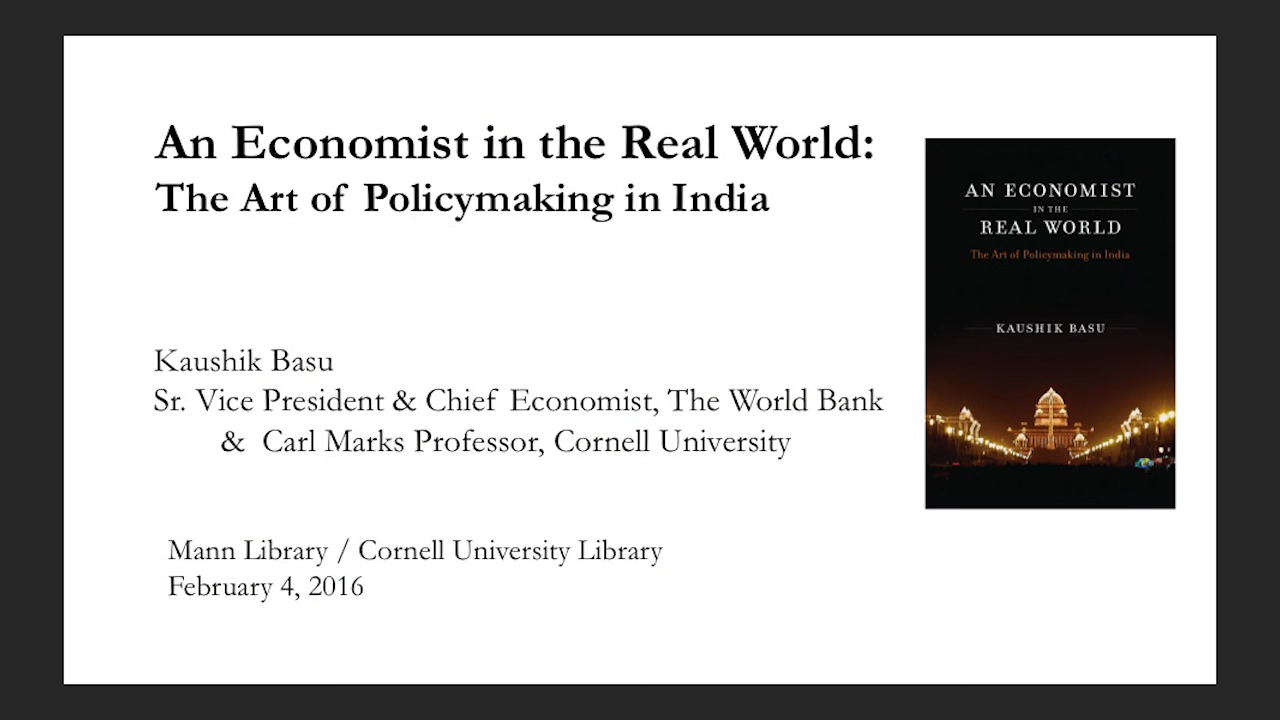 An Economist in the Real World:
The Art of Policymaking in India
Kaushik Basu
Sr. Vice President & Chief Economist, The World Bank
& Carl Marks Professor, Cornell University
Mann Library / Cornell University Library
February 4, 2016
AN ECONOMIST
IN THE
REAL WORLD
The Art of Policymaking in India
KAUSHIK BASU